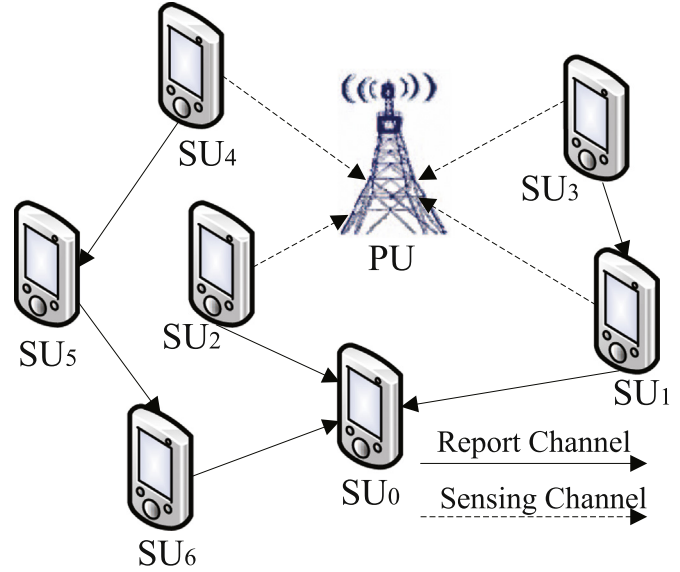 SU4
SU3
PU
SU2
SU5
SU1
Report Channel
SU0
Sensing Channel
SU6